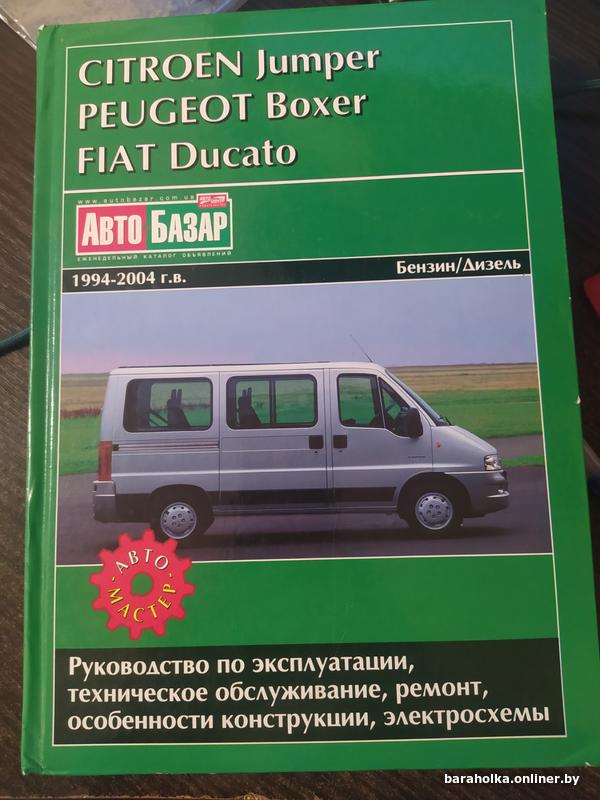 CITROEN Jumper
PEUGEOT Boxer
FIAT Ducato
www.autobazar.com.ua
АВТО БАЗАР
ЕЖЕНЕДЕЛЬНЫЙ КАТАЛОГ ОБЪЯВЛЕНИЙ
1994-2004 г.в.
Бензин/Дизель
·АВТО·
МАСТЕР
Руководство по эксплуатации,
техническое обслуживание, ремонт,
особенности конструкции, электросхемы
baraholka.onliner.by